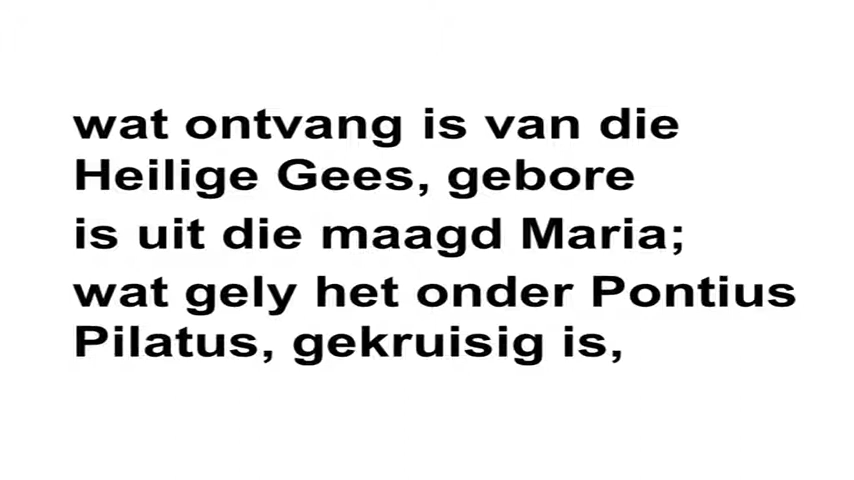 wat ontvang is van die
Heilige Gees, gebore
is uit die maagd Maria;
wat gely het onder Pontius
Pilatus, gekruisig is,